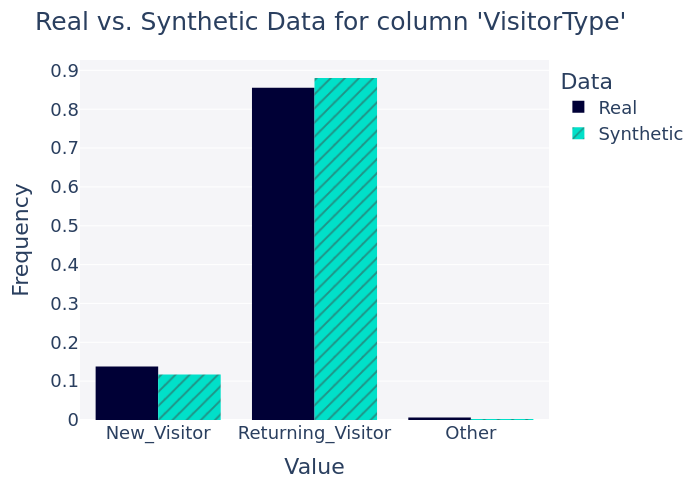 Real vs. Synthetic Data for column 'VisitorType'
Data
Real
Synthetic
Frequency
0.9
0.8
0.7
0.6
0.5
0.4
0.3
0.2
0.1
0
New_Visitor Returning_Visitor Other
Value